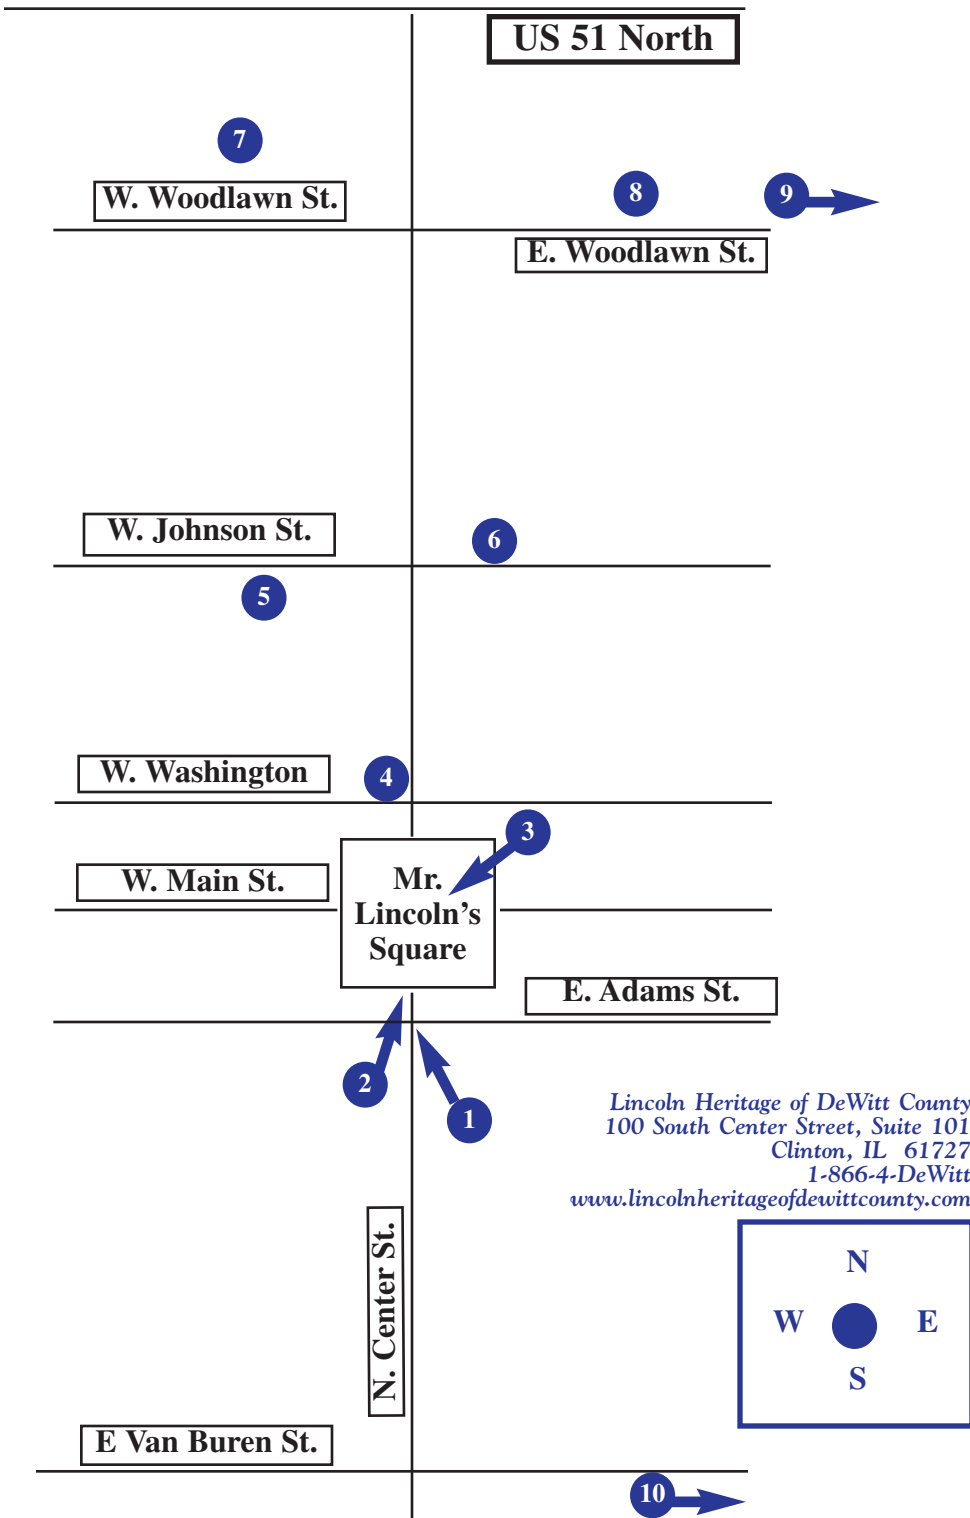 US 51 North
7
W. Woodlawn St.
8
9
E. Woodlawn St.
W. Johnson St.
6
5
W. Washington
4
3
W. Main St.
Mr.
Lincoln's
Square
E. Adams St.
2
1
Lincoln Heritage of DeWitt County
100 South Center Street, Suite 101
Clinton, IL 61727
1-866-4-DeWitt
www.lincolnheritageofdewittcounty.com
N. Center St.
N
W
E
S
E Van Buren St.
10